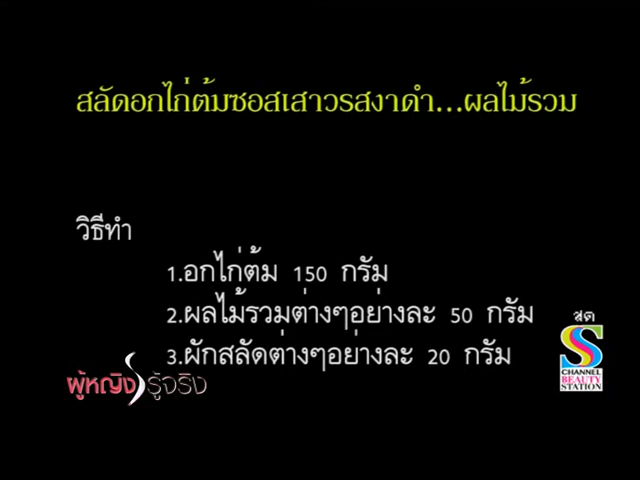 สลัดอกไก่ต้มซอสเสาวรสงาดำ...ผลไม้รวม
วิธีทำ
1.อกไก่ต้ม 150 กรัม
2.ผลไม้รวมต่างๆอย่างละ 50 กรัม
3.ผักสลัดต่างๆอย่างละ 20 กรัม
ผู้หญิงรู้จริง
สด
S
CHANNEL
BEAUTY
STATION